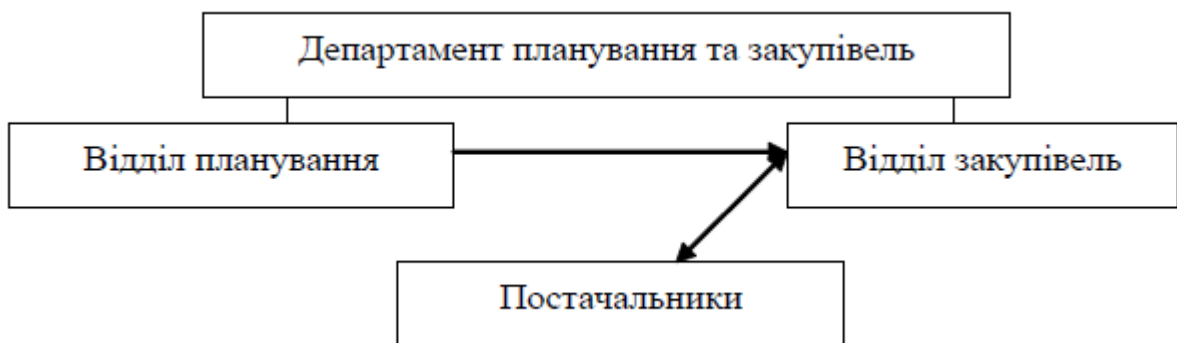 Департамент планування та закупівель
Відділ планування
Відділ закупівель
Постачальники